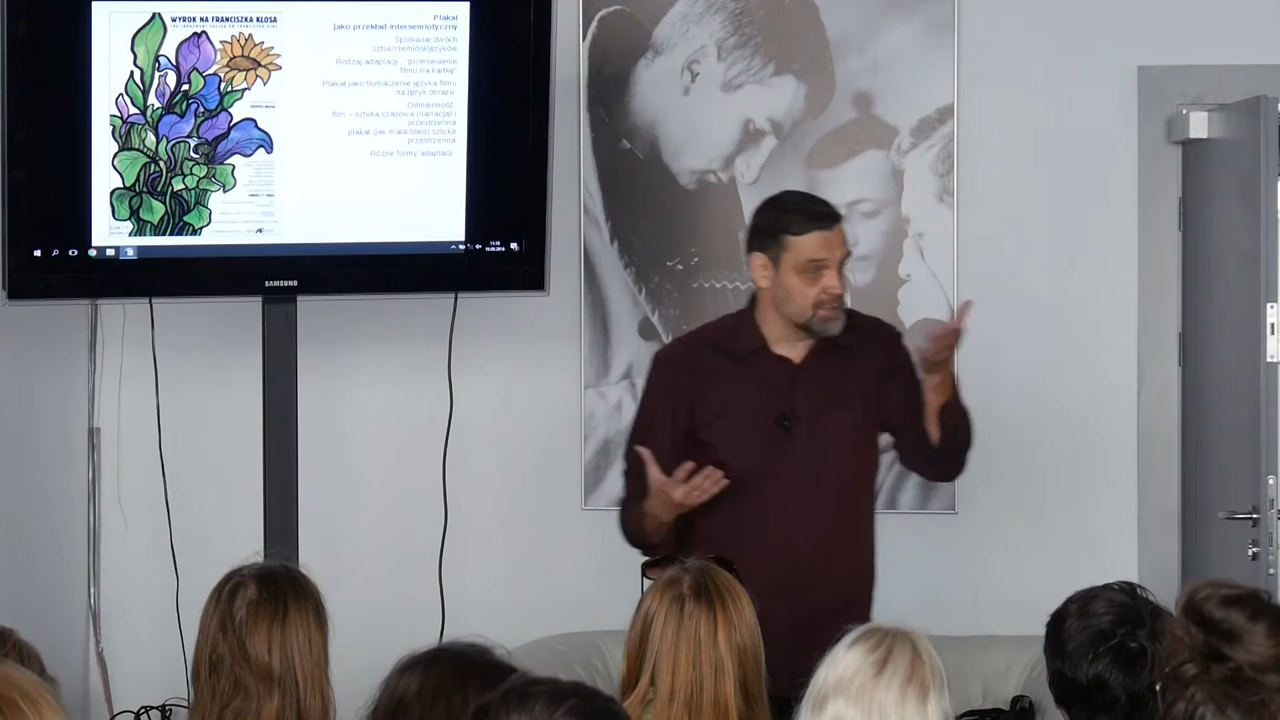 WYROK NA FRANCISZKA KŁOSA
Plakat
jako przekład intersemiotyczny
Spotkanie dwóch
sztuk/rzemiosł/języków
Rodzaj adaptacji - "przeniesienie
filmu na kartkę"
Plakat jako tłumaczenie języka filmu
na język obrazu
Odmienność:
film – sztuka czasowa (narracja) i
przestrzenna
plakat (jak malarstwo) sztuka
przestrzenna
Różne formy adaptacji
SAMSUNG